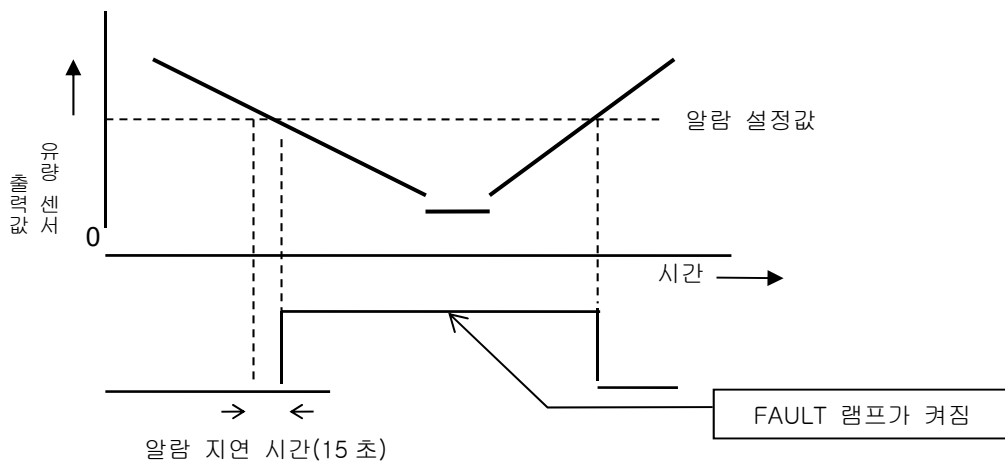 알람 설정값
유량 센서
출력값
0
시간
FAULT 램프가 켜짐
알람 지연 시간(15 초)